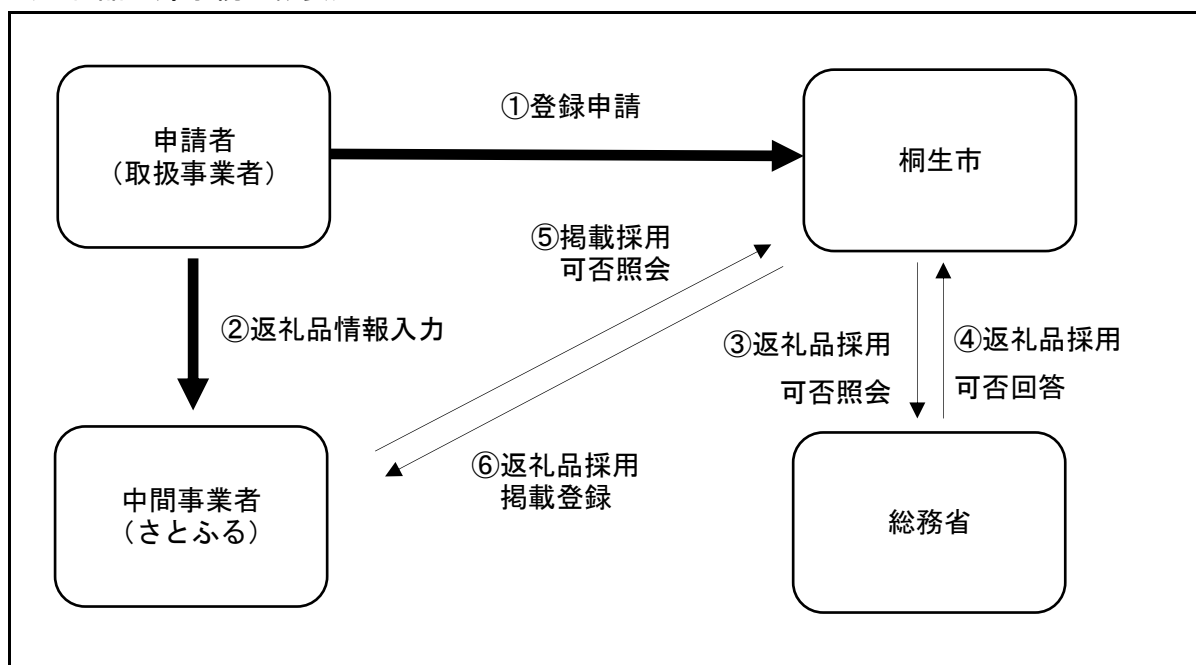 ①登録申請
申請者
(取扱事業者)
桐生市
⑤掲載採用
可否照会
②返礼品情報入力
③返礼品採用
可否照会
④返礼品採用
可否回答
⑥返礼品採用
掲載登録
中間事業者
(さとふる)
総務省